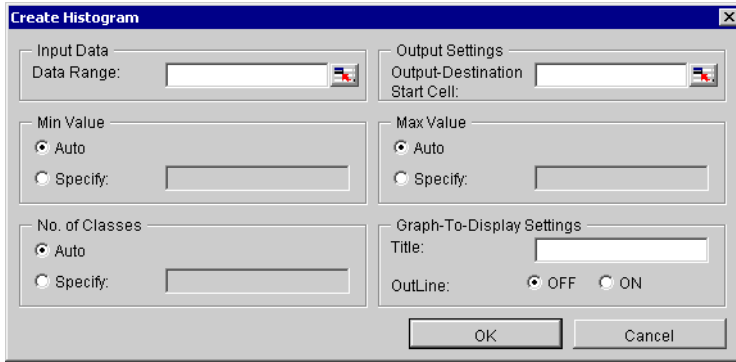 Create Histogram
Input Data
Data Range:
Output Settings
Output-Destination
Start Cell:
Min Value
Auto
Specify:
Max Value
Auto
Specify:
No. of Classes
Auto
Specify:
Graph-To-Display Settings
Title:
OutLine: OFF ON
OK Cancel